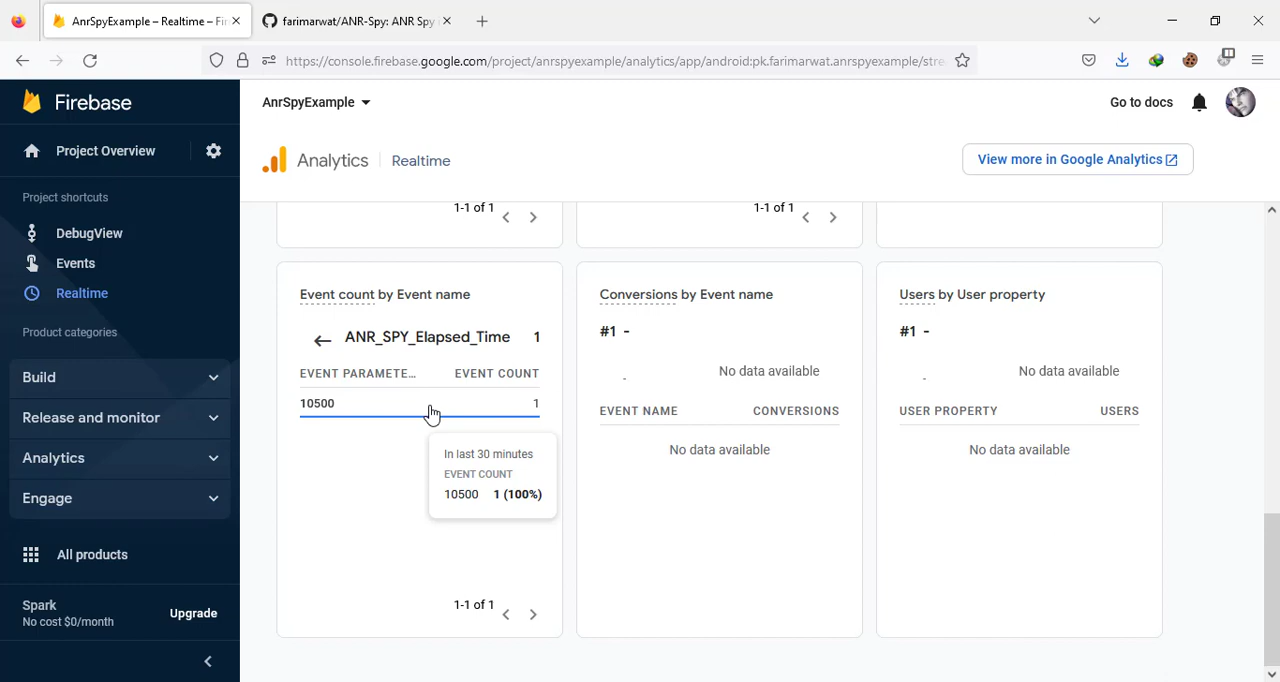 AnrSpyExample – Realtime – Fir
farimarwat/ANR-Spy: ANR Spy
https://console.firebase.google.com/project/anrspyexample/analytics/app/android:pk.farimarwat.anrspyexample/stre
Firebase
AnrSpyExample
Go to docs
Project Overview
Analytics
Realtime
View more in Google Analytics
Project shortcuts
DebugView
Events
Realtime
Product categories
Build
Release and monitor
Analytics
Engage
All products
Spark
No cost $0/month
Upgrade
1-1 of 1
1-1 of 1
Event count by Event name
ANR_SPY_Elapsed_Time 1
EVENT PARAMETE... EVENT COUNT
10500 1
In last 30 minutes
EVENT COUNT
10500 1 (100%)
1-1 of 1
Conversions by Event name
#1 -
- No data available
EVENT NAME CONVERSIONS
No data available
Users by User property
#1 -
- No data available
USER PROPERTY USERS
No data available